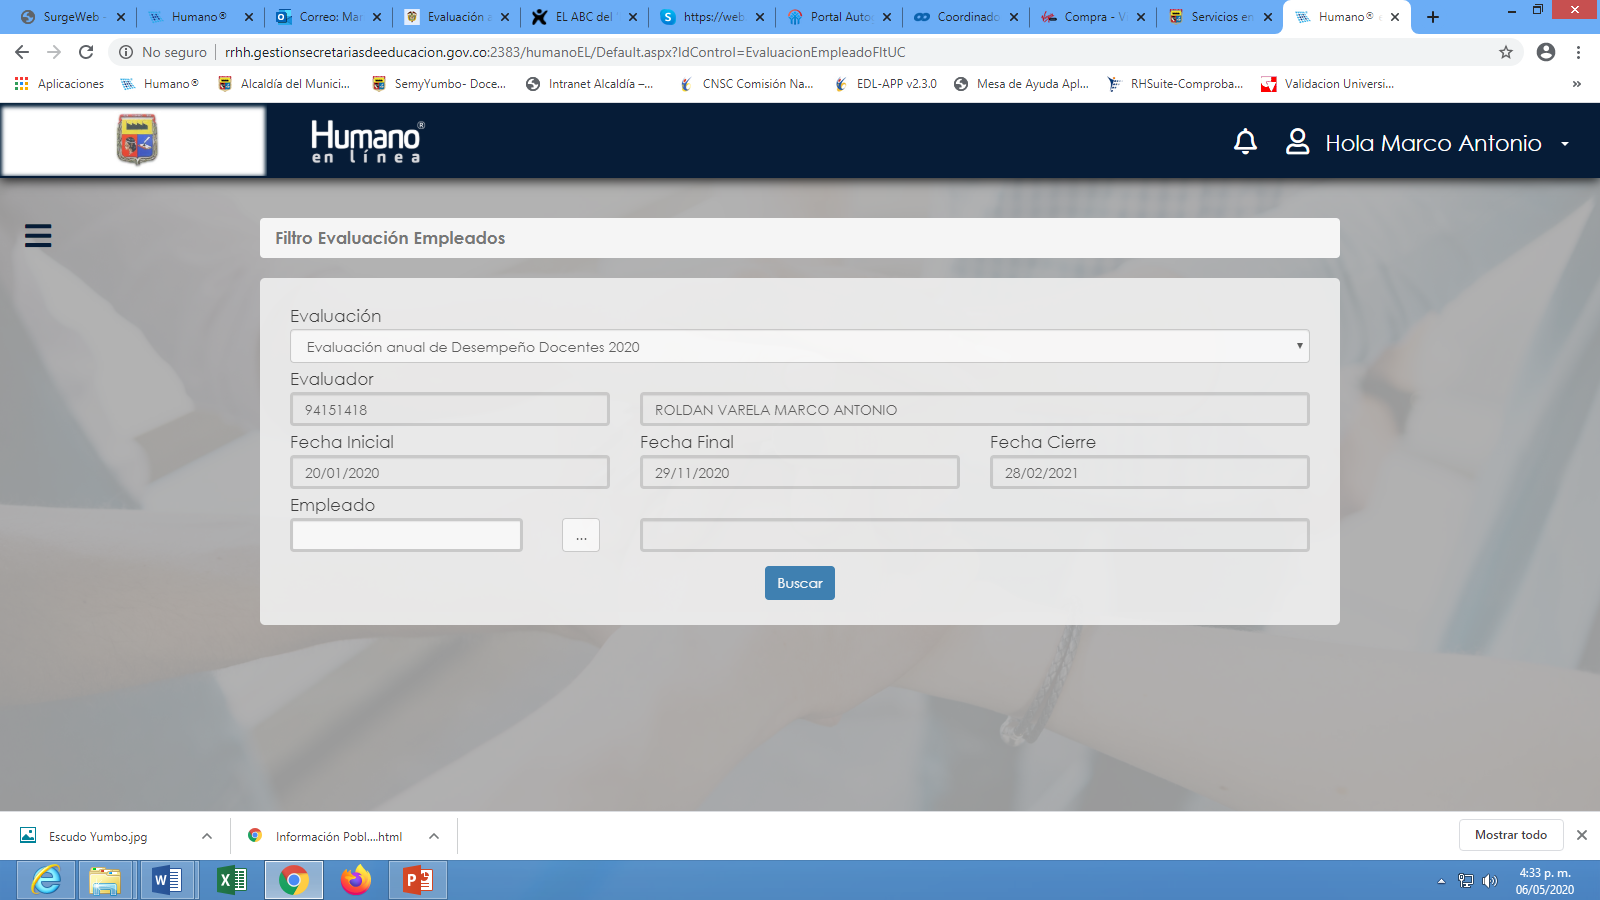 SurgeWeb -
Humano®
Correo: Mar
Evaluación a
EL ABC del
https://web
Portal Auto
Coordinado
Compra - V
Servicios en
Humano®
No seguro
rrhh.gestionsecretariasdeeducacion.gov.co:2383/humanoEL/Default.aspx?IdControl=EvaluacionEmpleadoFltUC
Aplicaciones
Humano®
Alcaldía del Munici...
SemyYumbo- Doce...
Intranet Alcaldía –...
CNSC Comisión Na...
EDL-APP v2.3.0
Mesa de Ayuda Apl...
RHSuite-Comproba...
Validacion Universi...
Humano®
en línea
Hola Marco Antonio
Filtro Evaluación Empleados
Evaluación
Evaluación anual de Desempeño Docentes 2020
Evaluador
94151418
ROLDAN VARELA MARCO ANTONIO
Fecha Inicial
Fecha Final
Fecha Cierre
20/01/2020
29/11/2020
28/02/2021
Empleado
...
Buscar
Escudo Yumbo.jpg
Información Pobl....html
Mostrar todo
4:33 p. m.
06/05/2020